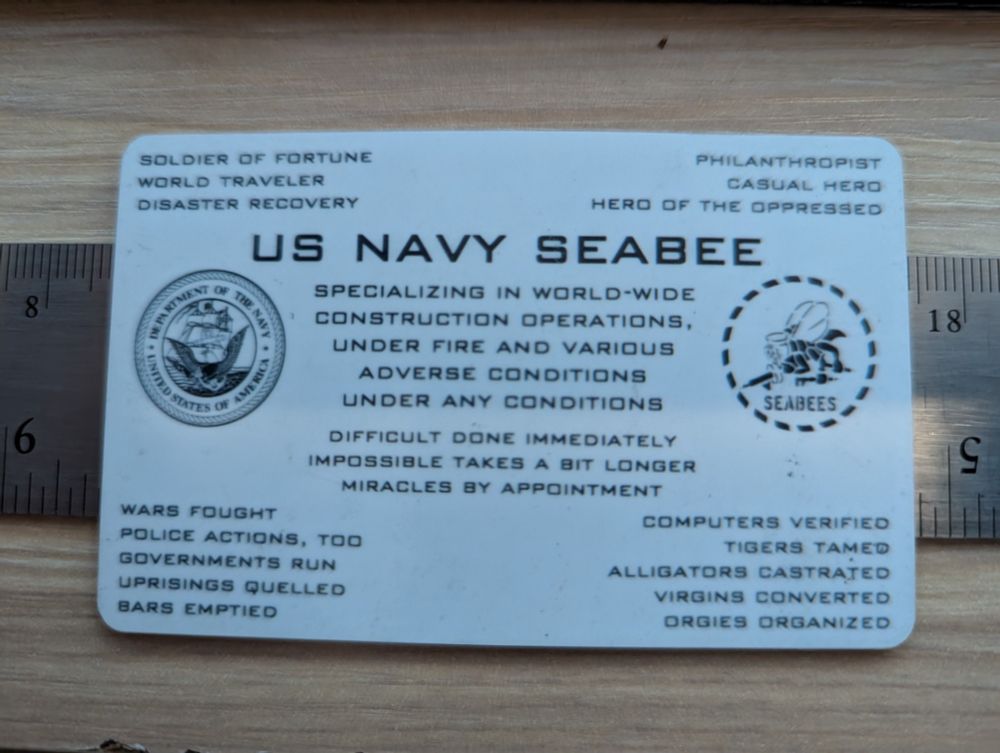 SOLDIER OF FORTUNE
WORLD TRAVELER
DISASTER RECOVERY
PHILANTHROPIST
CASUAL HERO
HERO OF THE OPPRESSED
US NAVY SEABEE
DEPARTMENT OF THE NAVY
UNITED STATES OF AMERICA
SPECIALIZING IN WORLD-WIDE
CONSTRUCTION OPERATIONS,
UNDER FIRE AND VARIOUS
ADVERSE CONDITIONS
UNDER ANY CONDITIONS
SEABEES
DIFFICULT DONE IMMEDIATELY
IMPOSSIBLE TAKES A BIT LONGER
MIRACLES BY APPOINTMENT
WARS FOUGHT
POLICE ACTIONS, TOO
GOVERNMENTS RUN
UPRISINGS QUELLED
BARS EMPTIED
COMPUTERS VERIFIED
TIGERS TAMED
ALLIGATORS CASTRATED
VIRGINS CONVERTED
ORGIES ORGANIZED
8
6
18
5